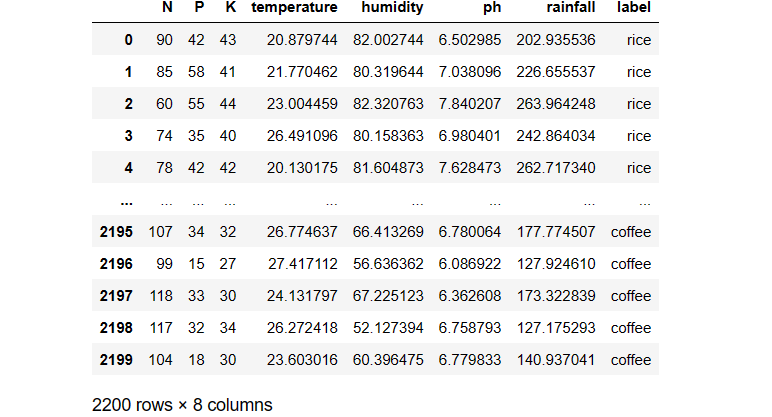 N P K temperature humidity ph rainfall label
0 90 42 43 20.879744 82.002744 6.502985 202.935536 rice
1 85 58 41 21.770462 80.319644 7.038096 226.655537 rice
2 60 55 44 23.004459 82.320763 7.840207 263.964248 rice
3 74 35 40 26.491096 80.158363 6.980401 242.864034 rice
4 78 42 42 20.130175 81.604873 7.628473 262.717340 rice
... ... ... ... ... ... ... ... ...
2195 107 34 32 26.774637 66.413269 6.780064 177.774507 coffee
2196 99 15 27 27.417112 56.636362 6.086922 127.924610 coffee
2197 118 33 30 24.131797 67.225123 6.362608 173.322839 coffee
2198 117 32 34 26.272418 52.127394 6.758793 127.175293 coffee
2199 104 18 30 23.603016 60.396475 6.779833 140.937041 coffee
2200 rows × 8 columns